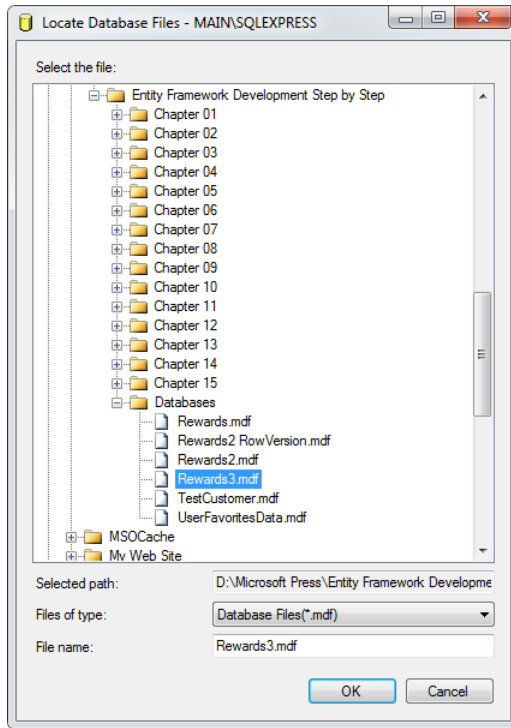 Locate Database Files - MAIN\SQLEXPRESS
Select the file:
Entity Framework Development Step by Step
Chapter 01
Chapter 02
Chapter 03
Chapter 04
Chapter 05
Chapter 06
Chapter 07
Chapter 08
Chapter 09
Chapter 10
Chapter 11
Chapter 12
Chapter 13
Chapter 14
Chapter 15
Databases
Rewards.mdf
Rewards2 RowVersion.mdf
Rewards2.mdf
Rewards3.mdf
TestCustomer.mdf
UserFavoritesData.mdf
MSOCache
My Web Site
Selected path: D:\Microsoft Press\Entity Framework Developme
Files of type: Database Files(*.mdf)
File name: Rewards3.mdf
OK Cancel